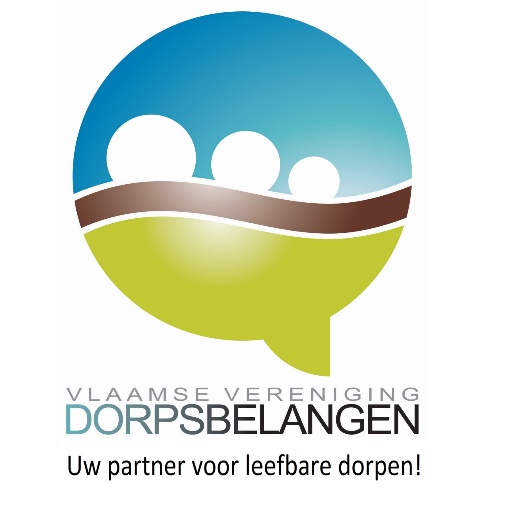 VLAAMSE VERENIGING
DORPSBELANGEN
Uw partner voor leefbare dorpen!